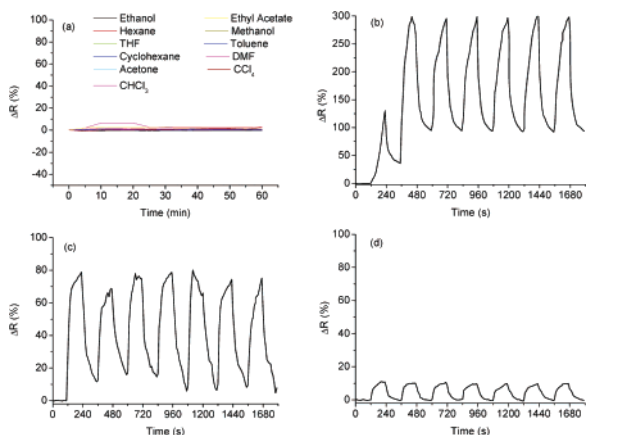 (a)
Ethanol
Hexane
THF
Cyclohexane
Acetone
CHCl3
Ethyl Acetate
Methanol
Toluene
DMF
CCl4
100
80
60
40
20
0
-20
-40
ΔR (%)
0 10 20 30 40 50 60
Time (min)
(b)
300
250
200
150
100
50
0
ΔR (%)
0 240 480 720 960 1200 1440 1680
Time (s)
(c)
100
80
60
40
20
0
ΔR (%)
0 240 480 720 960 1200 1440 1680
Time (s)
(d)
100
80
60
40
20
0
ΔR (%)
0 240 480 720 960 1200 1440 1680
Time (s)